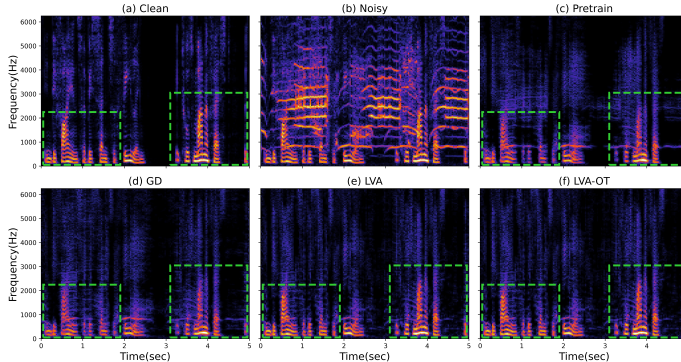 (a) Clean
(b) Noisy
(c) Pretrain
Frequency(Hz)
6000
5000
4000
3000
2000
1000
0
(d) GD
(e) LVA
(f) LVA-OT
Frequency(Hz)
6000
5000
4000
3000
2000
1000
0
0 1 2 3 4 5
0 1 2 3 4 5
0 1 2 3 4
Time(sec)
Time(sec)
Time(sec)